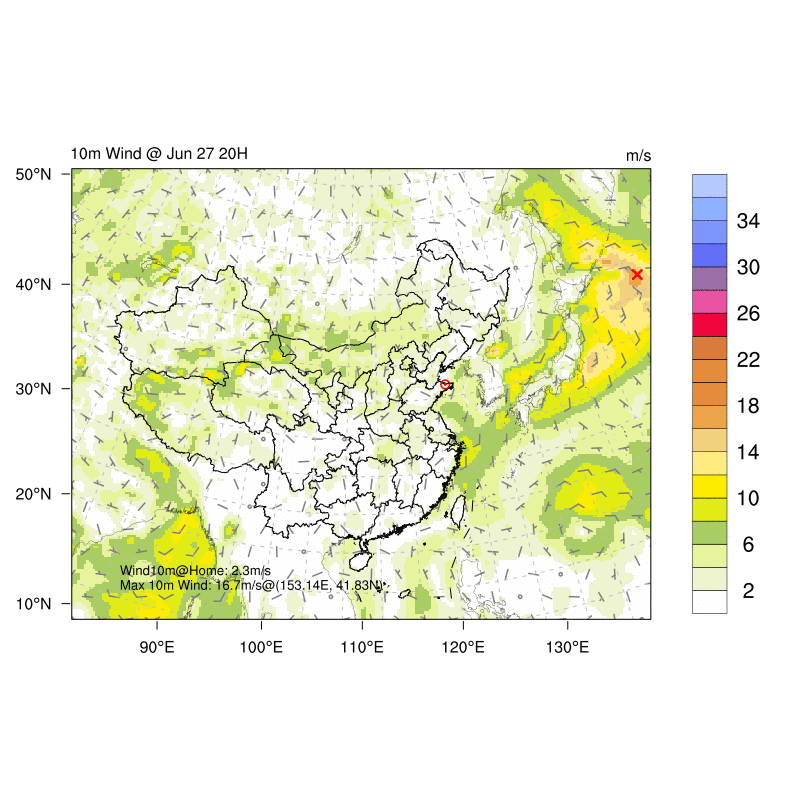 10m Wind @ Jun 27 20H
m/s
50°N
40°N
30°N
20°N
10°N
34
30
26
22
18
14
10
6
2
Wind10m@Home: 2.3m/s
Max 10m Wind: 16.7m/s@(153.14E, 41.83N)
90°E
100°E
110°E
120°E
130°E